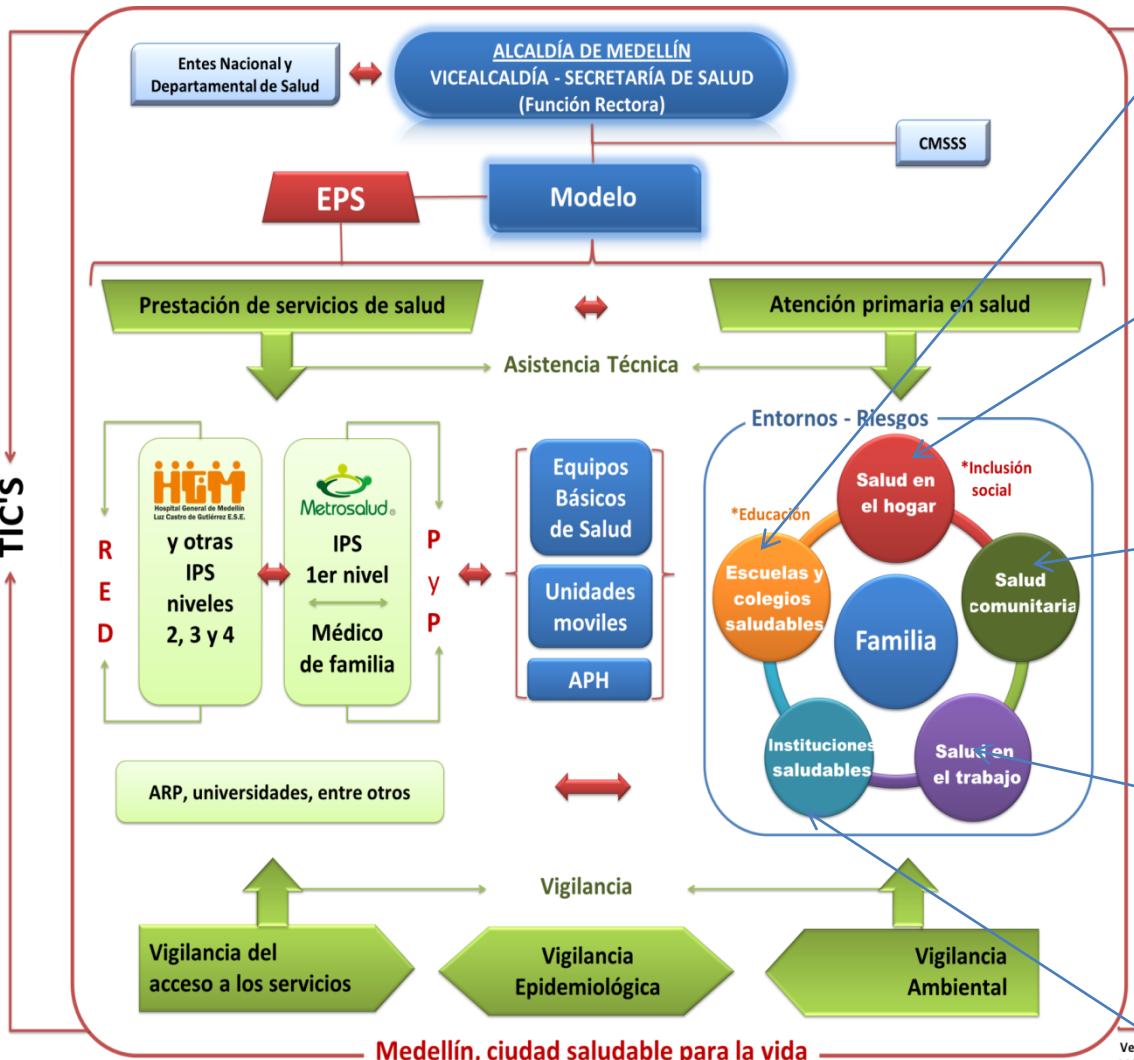 Entes Nacional y
Departamental de Salud
ALCALDÍA DE MEDELLÍN
VICEALCALDÍA - SECRETARÍA DE SALUD
(Función Rectora)
CMSSS
EPS
Modelo
Prestación de servicios de salud
Atención primaria en salud
Asistencia Técnica
TIC'S
R
E
D
HGM
Hospital General de Medellín
Luz Castro de Gutiérrez E.S.E.
y otras
IPS
niveles
2, 3 y 4
Metrosalud®
IPS
1er nivel
Médico
de familia
P
y
P
Equipos
Básicos
de Salud
Unidades
moviles
APH
Entornos - Riesgos
Salud en
el hogar
*Inclusión
social
*Educación
Escuelas y
colegios
saludables
Salud
comunitaria
Familia
Instituciones
saludables
Salud en
el trabajo
ARP, universidades, entre otros
Vigilancia
Vigilancia del
acceso a los servicios
Vigilancia
Epidemiológica
Vigilancia
Ambiental
Medellín, ciudad saludable para la vida
Ve